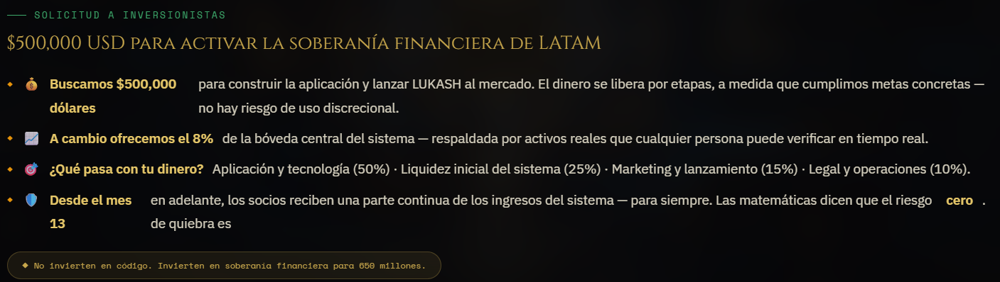 SOLICITUD A INVERSIONISTAS
$500,000 USD PARA ACTIVAR LA SOBERANÍA FINANCIERA DE LATAM
Buscamos $500,000 dólares
para construir la aplicación y lanzar LUKASH al mercado. El dinero se libera por etapas, a medida que cumplimos metas concretas —
no hay riesgo de uso discrecional.
A cambio ofrecemos el 8% de la bóveda central del sistema — respaldada por activos reales que cualquier persona puede verificar en tiempo real.
¿Qué pasa con tu dinero? Aplicación y tecnología (50%) · Liquidez inicial del sistema (25%) · Marketing y lanzamiento (15%) · Legal y operaciones (10%).
Desde el mes 13
en adelante, los socios reciben una parte continua de los ingresos del sistema — para siempre. Las matemáticas dicen que el riesgo
de quiebra es
cero .
◆ No invierten en código. Invierten en soberanía financiera para 650 millones.